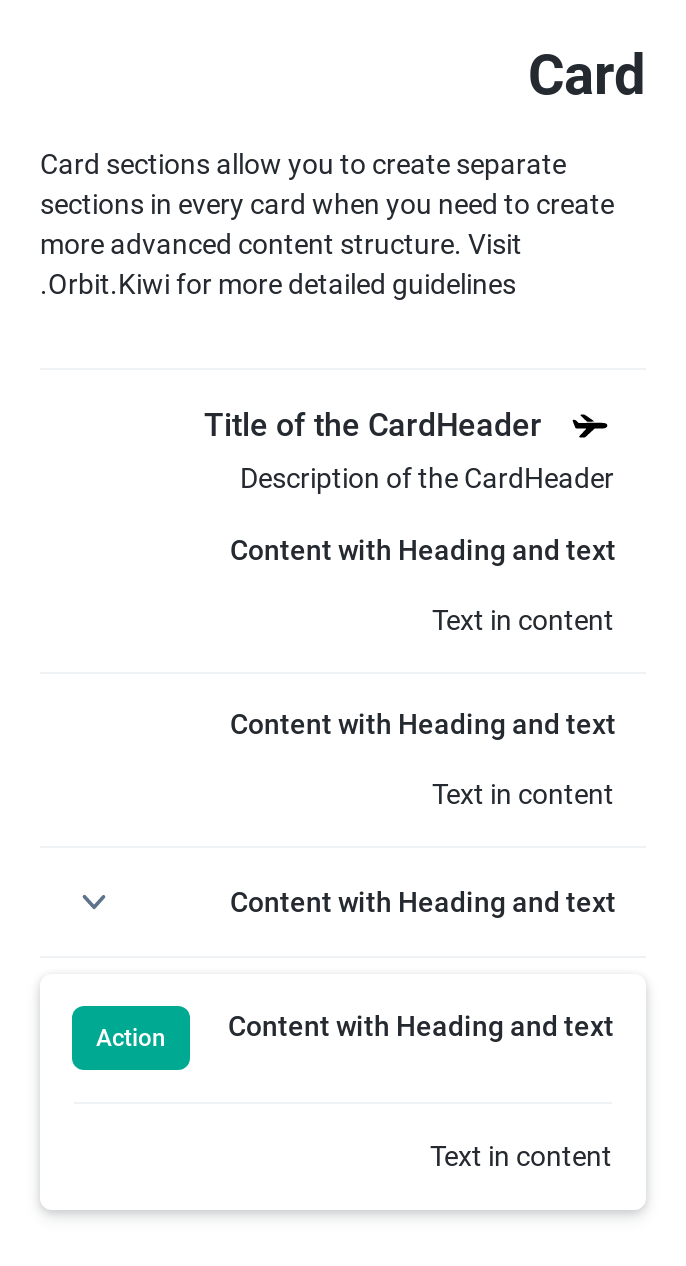 Card
Card sections allow you to create separate
sections in every card when you need to create
more advanced content structure. Visit
.Orbit.Kiwi for more detailed guidelines
Title of the CardHeader
Description of the CardHeader
Content with Heading and text
Text in content
Content with Heading and text
Text in content
Content with Heading and text
Content with Heading and text
Action
Text in content